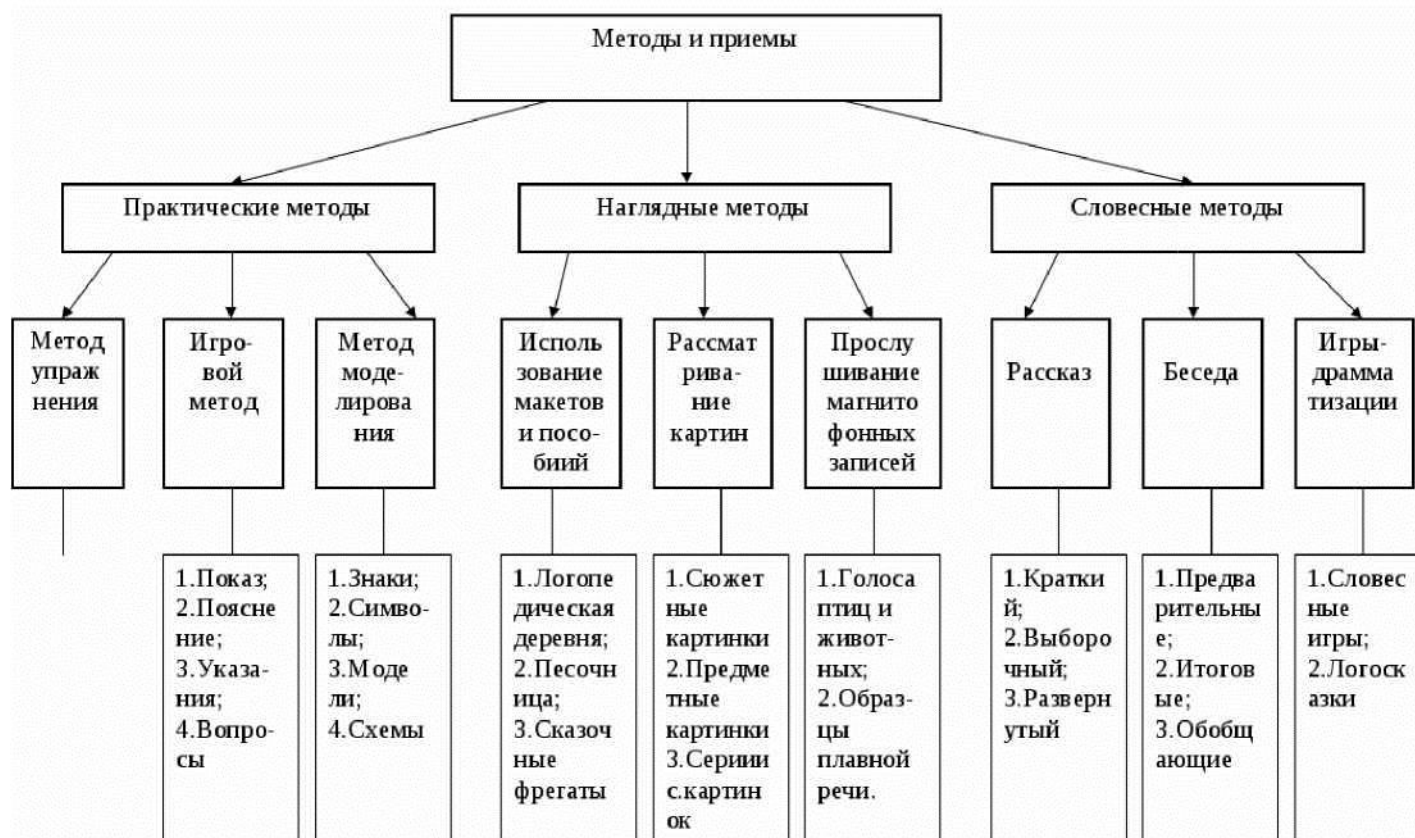 Методы и приемы
Практические методы
Наглядные методы
Словесные методы
Метод
упраж
нения
Игро-
вой
метод
Метод
моде-
лирова
ния
Исполь
зование
макетов
и посо-
биий
Рассмат
рива-
ние
картин
Прослу
шивание
магнито
фонных
записей
Рассказ
Беседа
Игры-
драмма
тизации
1.Показ;
2.Поясне
ние;
3.Указа-
ния;
4.Вопро-
сы
1.Знаки;
2.Симво-
лы;
3.Моде
ли;
4.Схемы
1.Логопе
дическая
деревня;
2.Песочн
ица;
3.Сказоч
ные
фрегаты
1.Сюжет
ные
картинки
2.Предме
тные
картинки
3.Сериии
с.картин
ок
1.Голоса
птиц и
живот-
ных;
2.Образ-
цы
плавной
речи.
1.Кратки
й;
2.Выборо
чный;
3.Разверн
утый
1.Предва
рительны
е;
2.Итогов
ые;
3.Обобщ
ающие
1.Словес
ные
игры;
2.Логоск
азки